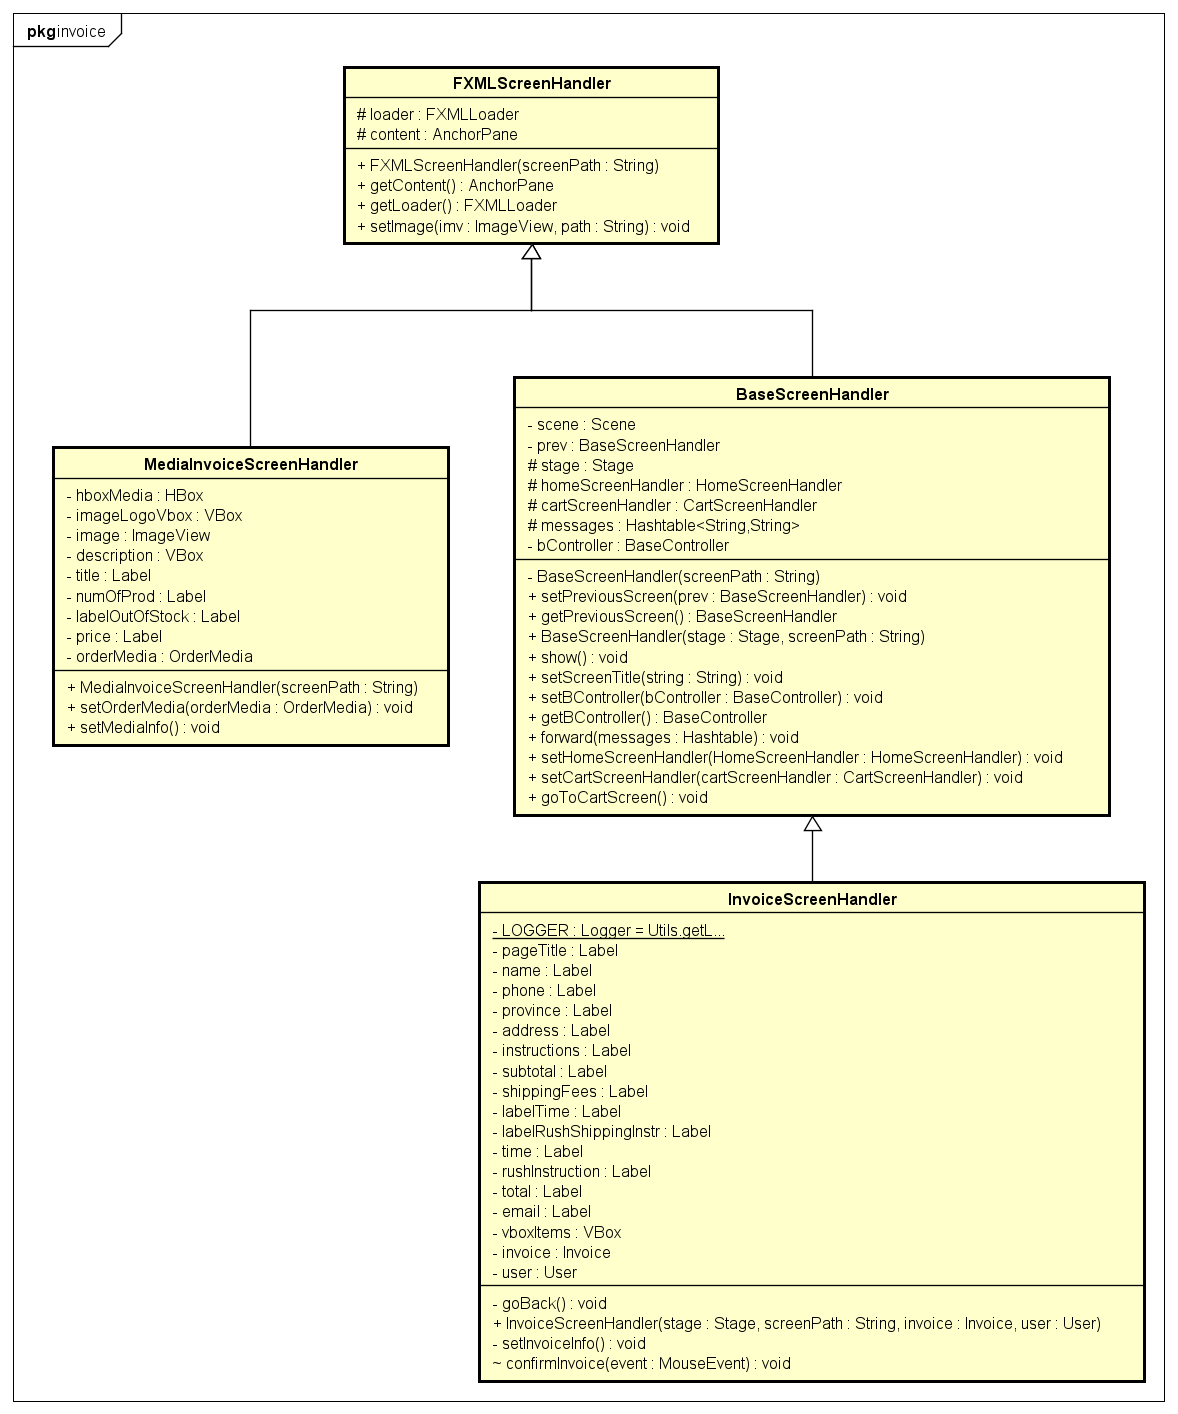 pkg invoice
FXMLScreenHandler
# loader : FXMLLoader
# content : AnchorPane
+ FXMLScreenHandler(screenPath : String)
+ getContent() : AnchorPane
+ getLoader() : FXMLLoader
+ setImage(imv : ImageView, path : String) : void
MediaInvoiceScreenHandler
- hboxMedia : HBox
- imageLogoVbox : VBox
- image : ImageView
- description : VBox
- title : Label
- numOfProd : Label
- labelOutOfStock : Label
- price : Label
- orderMedia : OrderMedia
+ MediaInvoiceScreenHandler(screenPath : String)
+ setOrderMedia(orderMedia : OrderMedia) : void
+ setMediaInfo() : void
BaseScreenHandler
- scene : Scene
- prev : BaseScreenHandler
# stage : Stage
# homeScreenHandler : HomeScreenHandler
# cartScreenHandler : CartScreenHandler
# messages : Hashtable<String,String>
- bController : BaseController
- BaseScreenHandler(screenPath : String)
+ setPreviousScreen(prev : BaseScreenHandler) : void
+ getPreviousScreen() : BaseScreenHandler
+ BaseScreenHandler(stage : Stage, screenPath : String)
+ show() : void
+ setScreenTitle(string : String) : void
+ setBController(bController : BaseController) : void
+ getBController() : BaseController
+ forward(messages : Hashtable) : void
+ setHomeScreenHandler(HomeScreenHandler : HomeScreenHandler) : void
+ setCartScreenHandler(cartScreenHandler : CartScreenHandler) : void
+ goToCartScreen() : void
InvoiceScreenHandler
- LOGGER : Logger = Utils.getL...
- pageTitle : Label
- name : Label
- phone : Label
- province : Label
- address : Label
- instructions : Label
- subtotal : Label
- shippingFees : Label
- labelTime : Label
- labelRushShippingInstr : Label
- time : Label
- rushInstruction : Label
- total : Label
- email : Label
- vboxItems : VBox
- invoice : Invoice
- user : User
- goBack() : void
+ InvoiceScreenHandler(stage : Stage, screenPath : String, invoice : Invoice, user : User)
- setInvoiceInfo() : void
~ confirmInvoice(event : MouseEvent) : void